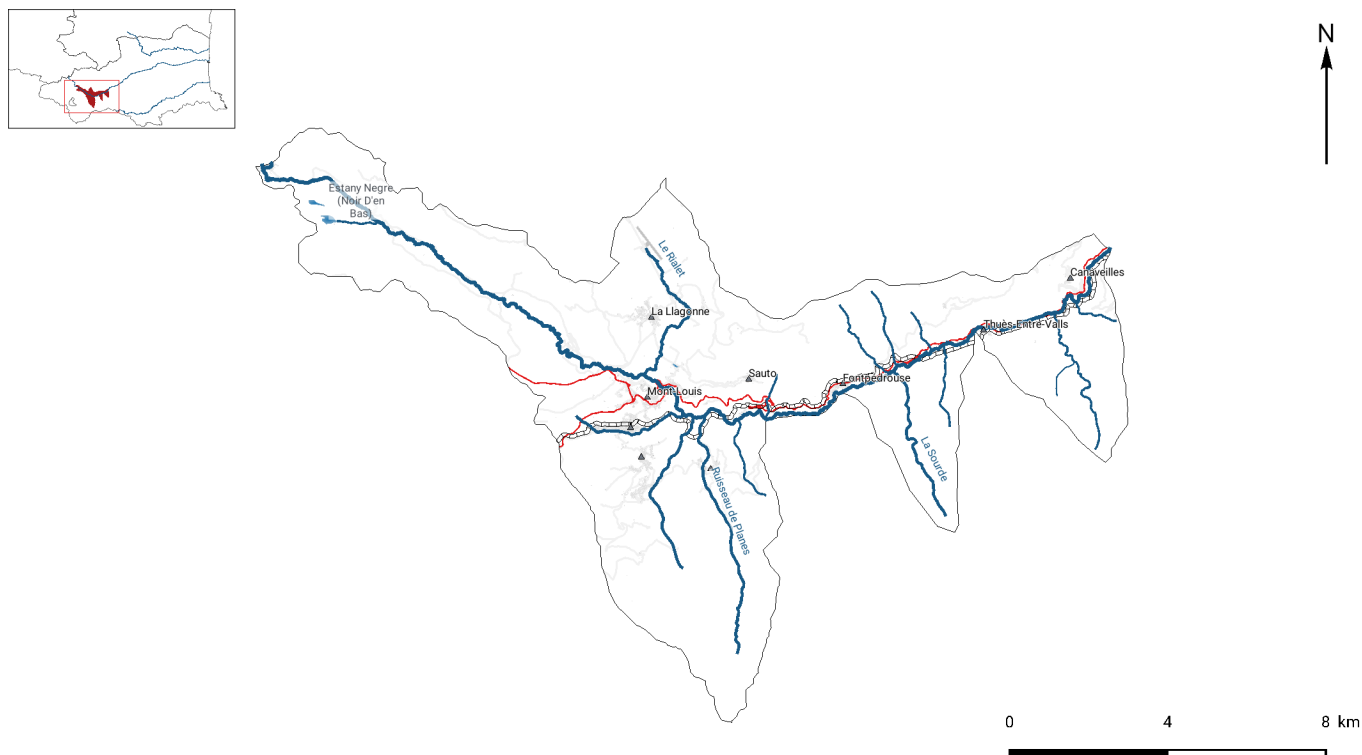 N
Estany Negre
(Noir D'en
Bas)
Le Rialet
Canaveilles
La Llagonne
Thuès-Entre-Valls
Sauto
Fontpédrouse
Mont-Louis
La Sourde
Ruisseau de Planes
0 4 8 km